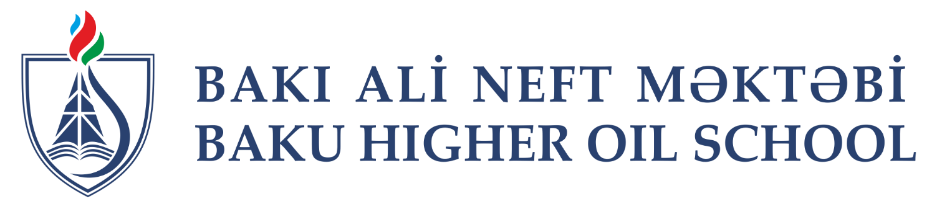 BAKI ALİ NEFT MƏKTƏBİ
BAKU HIGHER OIL SCHOOL